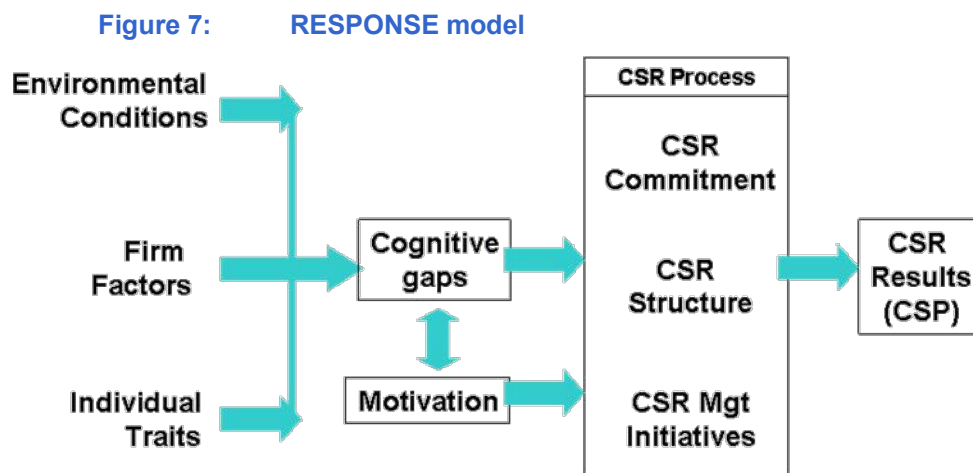 Figure 7: RESPONSE model
Environmental
Conditions
Firm
Factors
Individual
Traits
Cognitive
gaps
Motivation
CSR Process
CSR
Commitment
CSR
Structure
CSR Mgt
Initiatives
CSR
Results
(CSP)